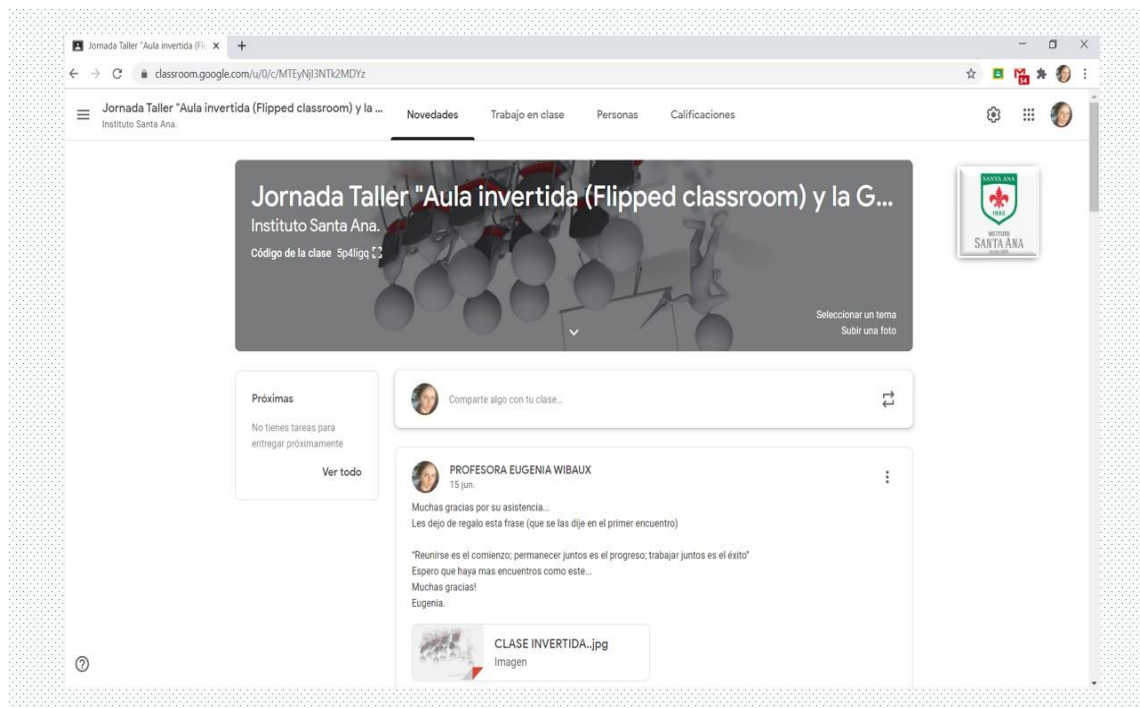 Jornada Taller "Aula invertida (Fli
classroom.google.com/u/0/c/MTEyNjI3NTk2MDYz
54
Jornada Taller "Aula invertida (Flipped classroom) y la ...
Instituto Santa Ana.
Novedades
Trabajo en clase
Personas
Calificaciones
Jornada Taller "Aula invertida (Flipped classroom) y la G...
Instituto Santa Ana.
Código de la clase 5p4ligq
Seleccionar un tema
Subir una foto
SANTA ANA
INSTITUTO
SANTA ANA
Próximas
No tienes tareas para
entregar próximamente
Ver todo
Comparte algo con tu clase...
PROFESORA EUGENIA WIBAUX
15 jun.
Muchas gracias por su asistencia...
Les dejo de regalo esta frase (que se las dije en el primer encuentro)
"Reunirse es el comienzo; permanecer juntos es el progreso; trabajar juntos es el éxito"
Espero que haya mas encuentros como este...
Muchas gracias!
Eugenia.
CLASE INVERTIDA..jpg
Imagen